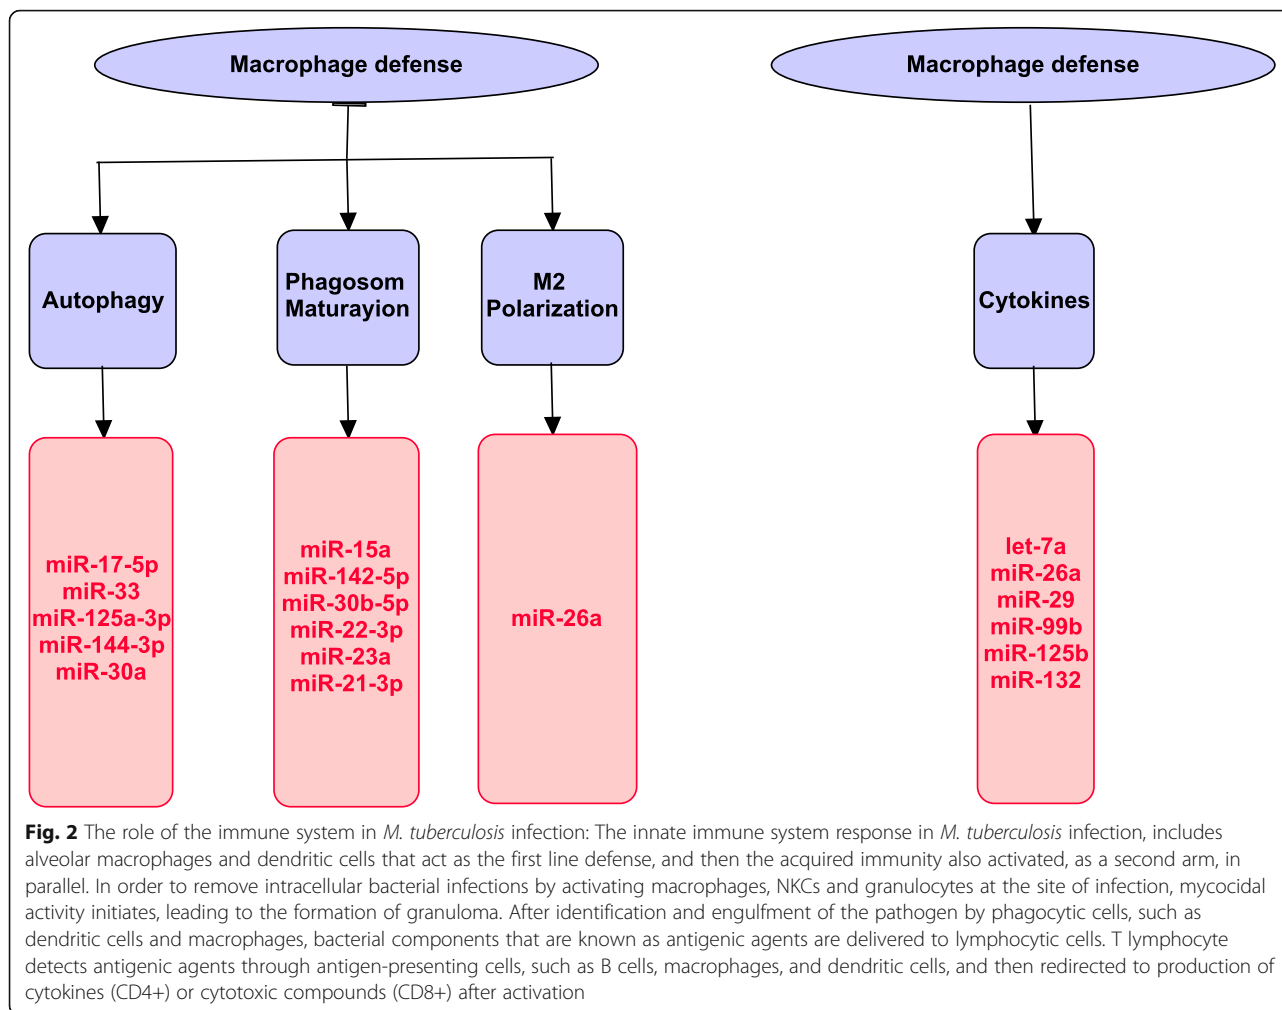 Macrophage defense
Macrophage defense
Autophagy
Phagosom
Maturayion
M2
Polarization
Cytokines
miR-17-5p
miR-33
miR-125a-3p
miR-144-3p
miR-30a
miR-15a
miR-142-5p
miR-30b-5p
miR-22-3p
miR-23a
miR-21-3p
miR-26a
let-7a
miR-26a
miR-29
miR-99b
miR-125b
miR-132
Fig. 2 The role of the immune system in M. tuberculosis infection: The innate immune system response in M. tuberculosis infection, includes
alveolar macrophages and dendritic cells that act as the first line defense, and then the acquired immunity also activated, as a second arm, in
parallel. In order to remove intracellular bacterial infections by activating macrophages, NKCs and granulocytes at the site of infection, mycocidal
activity initiates, leading to the formation of granuloma. After identification and engulfment of the pathogen by phagocytic cells, such as
dendritic cells and macrophages, bacterial components that are known as antigenic agents are delivered to lymphocytic cells. T lymphocyte
detects antigenic agents through antigen-presenting cells, such as B cells, macrophages, and dendritic cells, and then redirected to production of
cytokines (CD4+) or cytotoxic compounds (CD8+) after activation